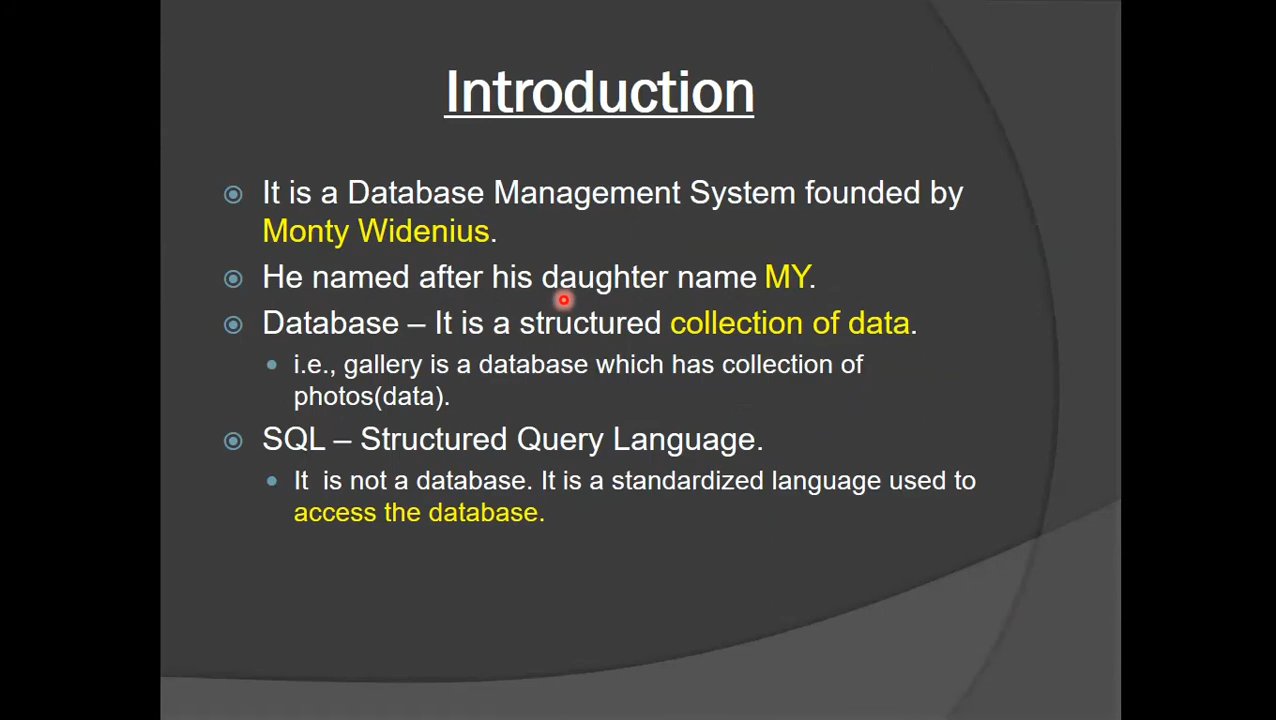 Introduction
It is a Database Management System founded by
Monty Widenius.
He named after his daughter name MY.
Database – It is a structured collection of data.
i.e., gallery is a database which has collection of
photos(data).
SQL – Structured Query Language.
It is not a database. It is a standardized language used to
access the database.